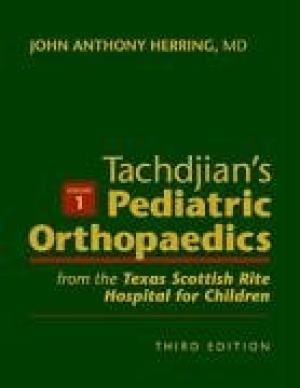 JOHN ANTHONY HERRING, MD
Tachdjian's
VOLUME
1
Pediatric
Orthopaedics
from the Texas Scottish Rite
Hospital for Children
THIRD EDITION